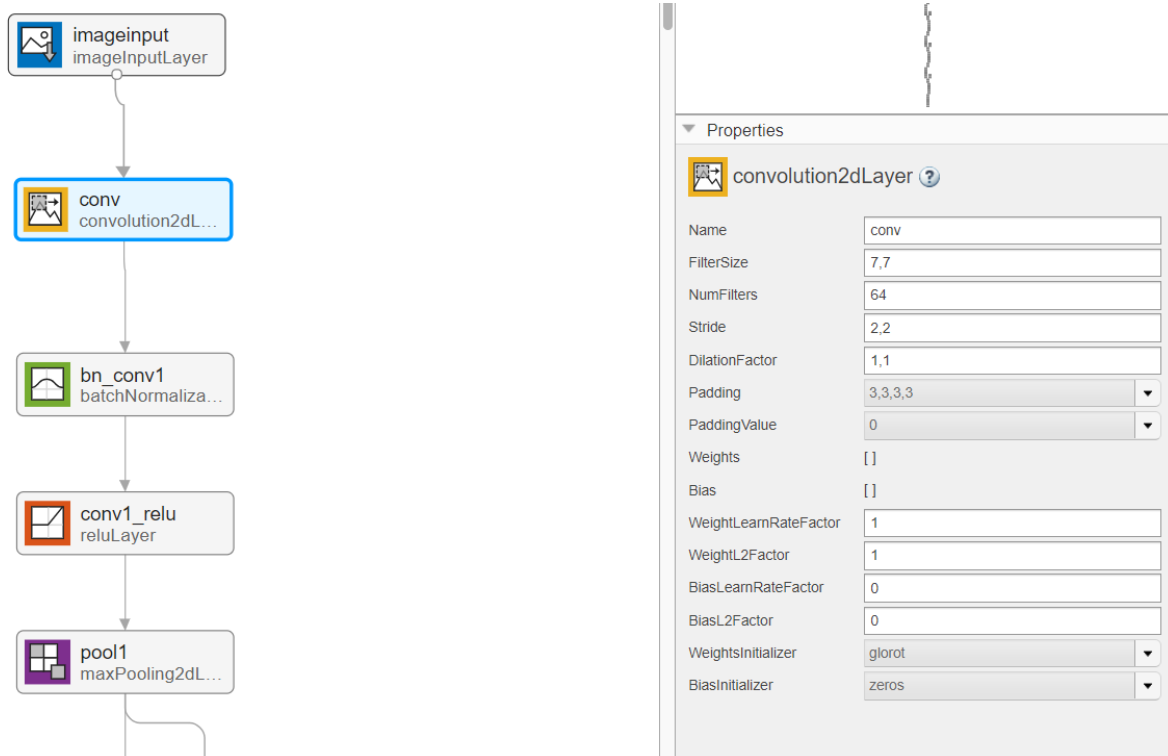 imageinput
imageInputLayer
conv
convolution2dL...
bn_conv1
batchNormaliza...
conv1_relu
reluLayer
pool1
maxPooling2dL...
Properties
convolution2dLayer ?
Name conv
FilterSize 7,7
NumFilters 64
Stride 2,2
DilationFactor 1,1
Padding 3,3,3,3
PaddingValue 0
Weights [ ]
Bias [ ]
WeightLearnRateFactor 1
WeightL2Factor 1
BiasLearnRateFactor 0
BiasL2Factor 0
WeightsInitializer glorot
BiasInitializer zeros